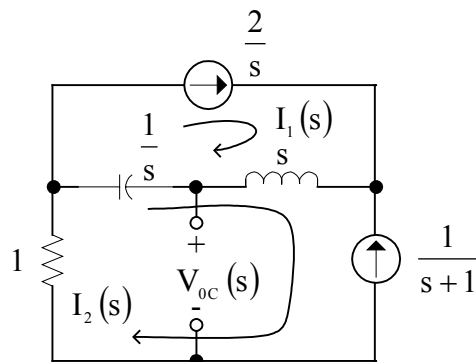 2/s
I₁(s)
1/s
s
+
1
V₀C(s)
1/(s+1)
I₂(s)
-